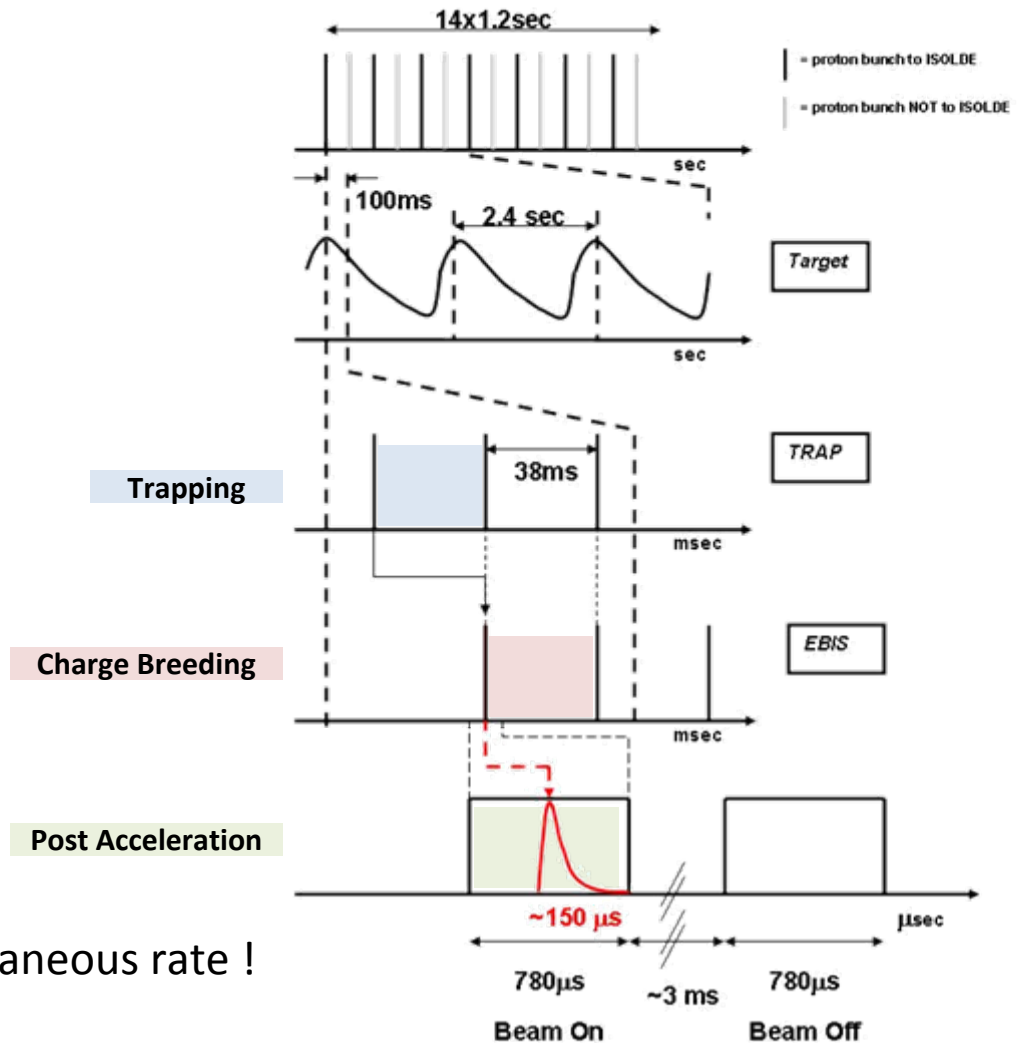 14x1.2sec
= proton bunch to ISOLDE
= proton bunch NOT to ISOLDE
sec
100ms
2.4 sec
Target
sec
TRAP
38ms
Trapping
msec
EBIS
Charge Breeding
msec
Post Acceleration
~150 µs
µsec
aneous rate !
780µs
~3 ms
780µs
Beam On
Beam Off